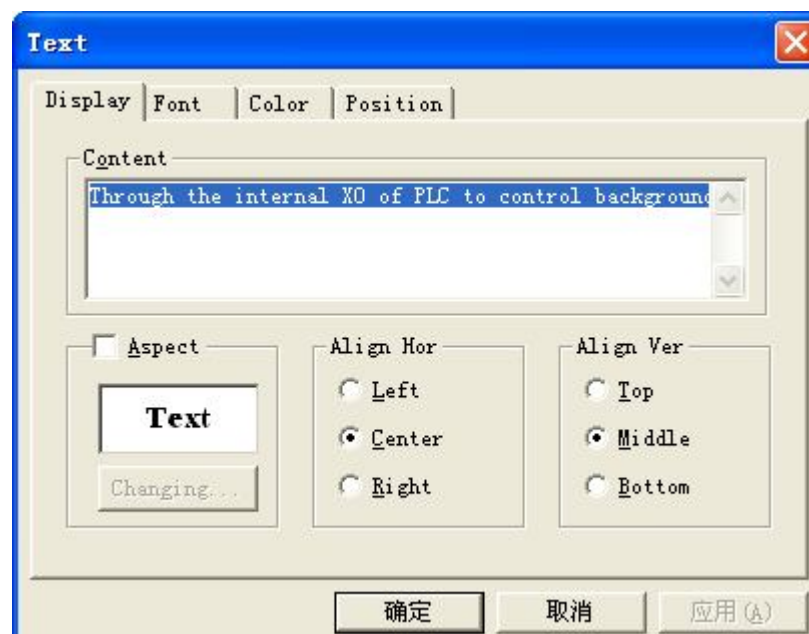 Text
Display Font Color Position
Content
Through the internal X0 of PLC to control background
Aspect
Align Hor
Align Ver
Text
Changing...
Left
Center
Right
Top
Middle
Bottom
确定 取消 应用(A)